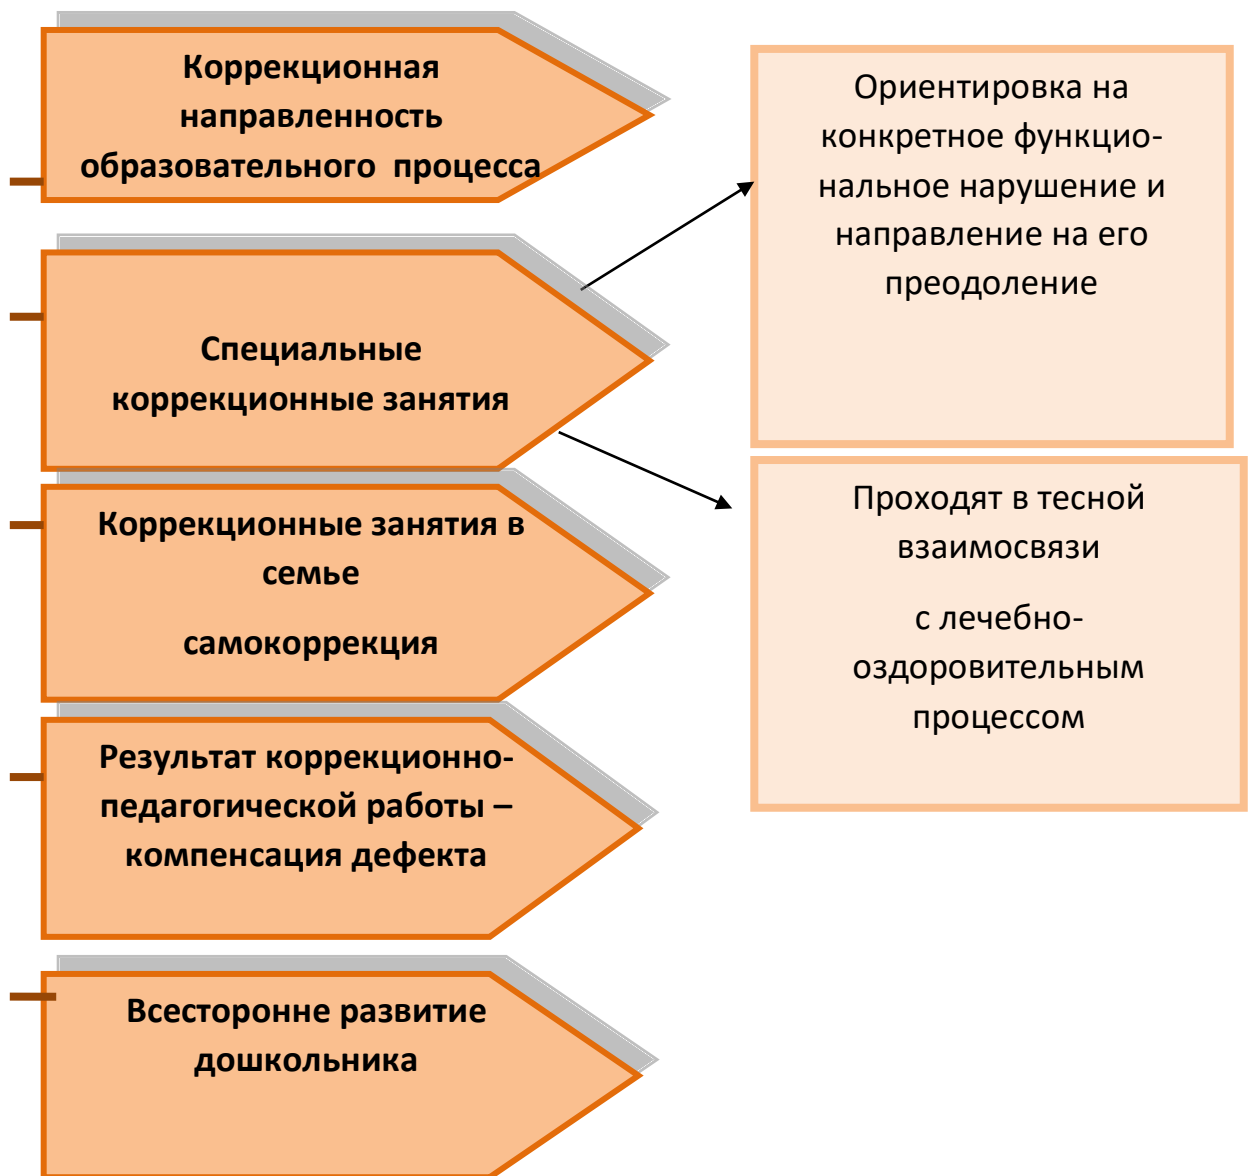 Коррекционная
направленность
образовательного процесса
Специальные
коррекционные занятия
Коррекционные занятия в
семье
самокоррекция
Результат коррекционно-
педагогической работы –
компенсация дефекта
Всесторонне развитие
дошкольника
Ориентировка на
конкретное функцио-
нальное нарушение и
направление на его
преодоление
Проходят в тесной
взаимосвязи
с лечебно-
оздоровительным
процессом